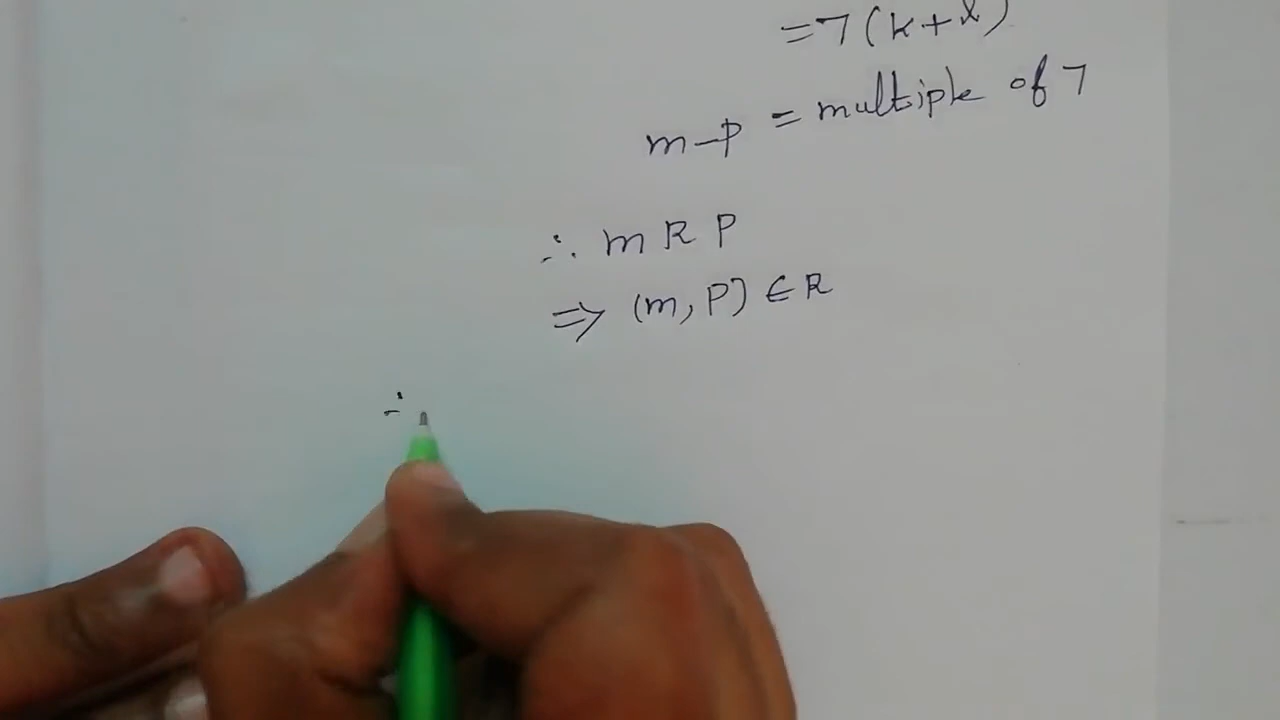 =7(k+l)
m-p = multiple of 7
∴ m R P
⇒ (m, P) ∈ R
∴